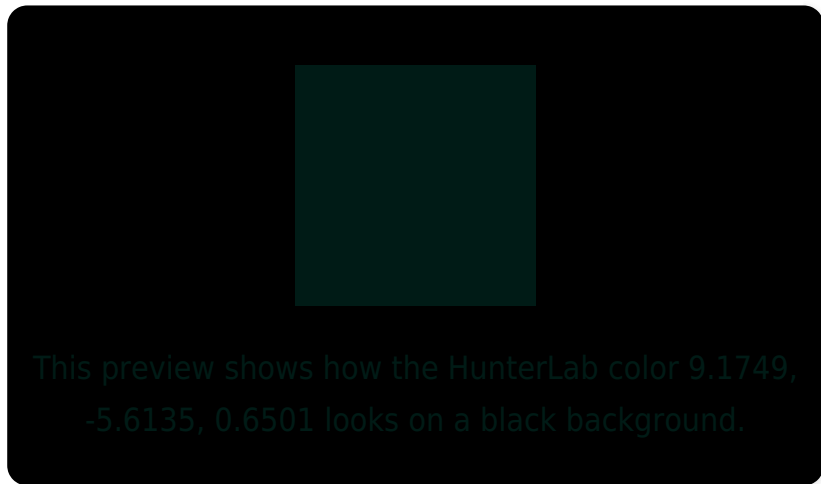 This preview shows how the HunterLab color 9.1749,
-5.6135, 0.6501 looks on a black background.